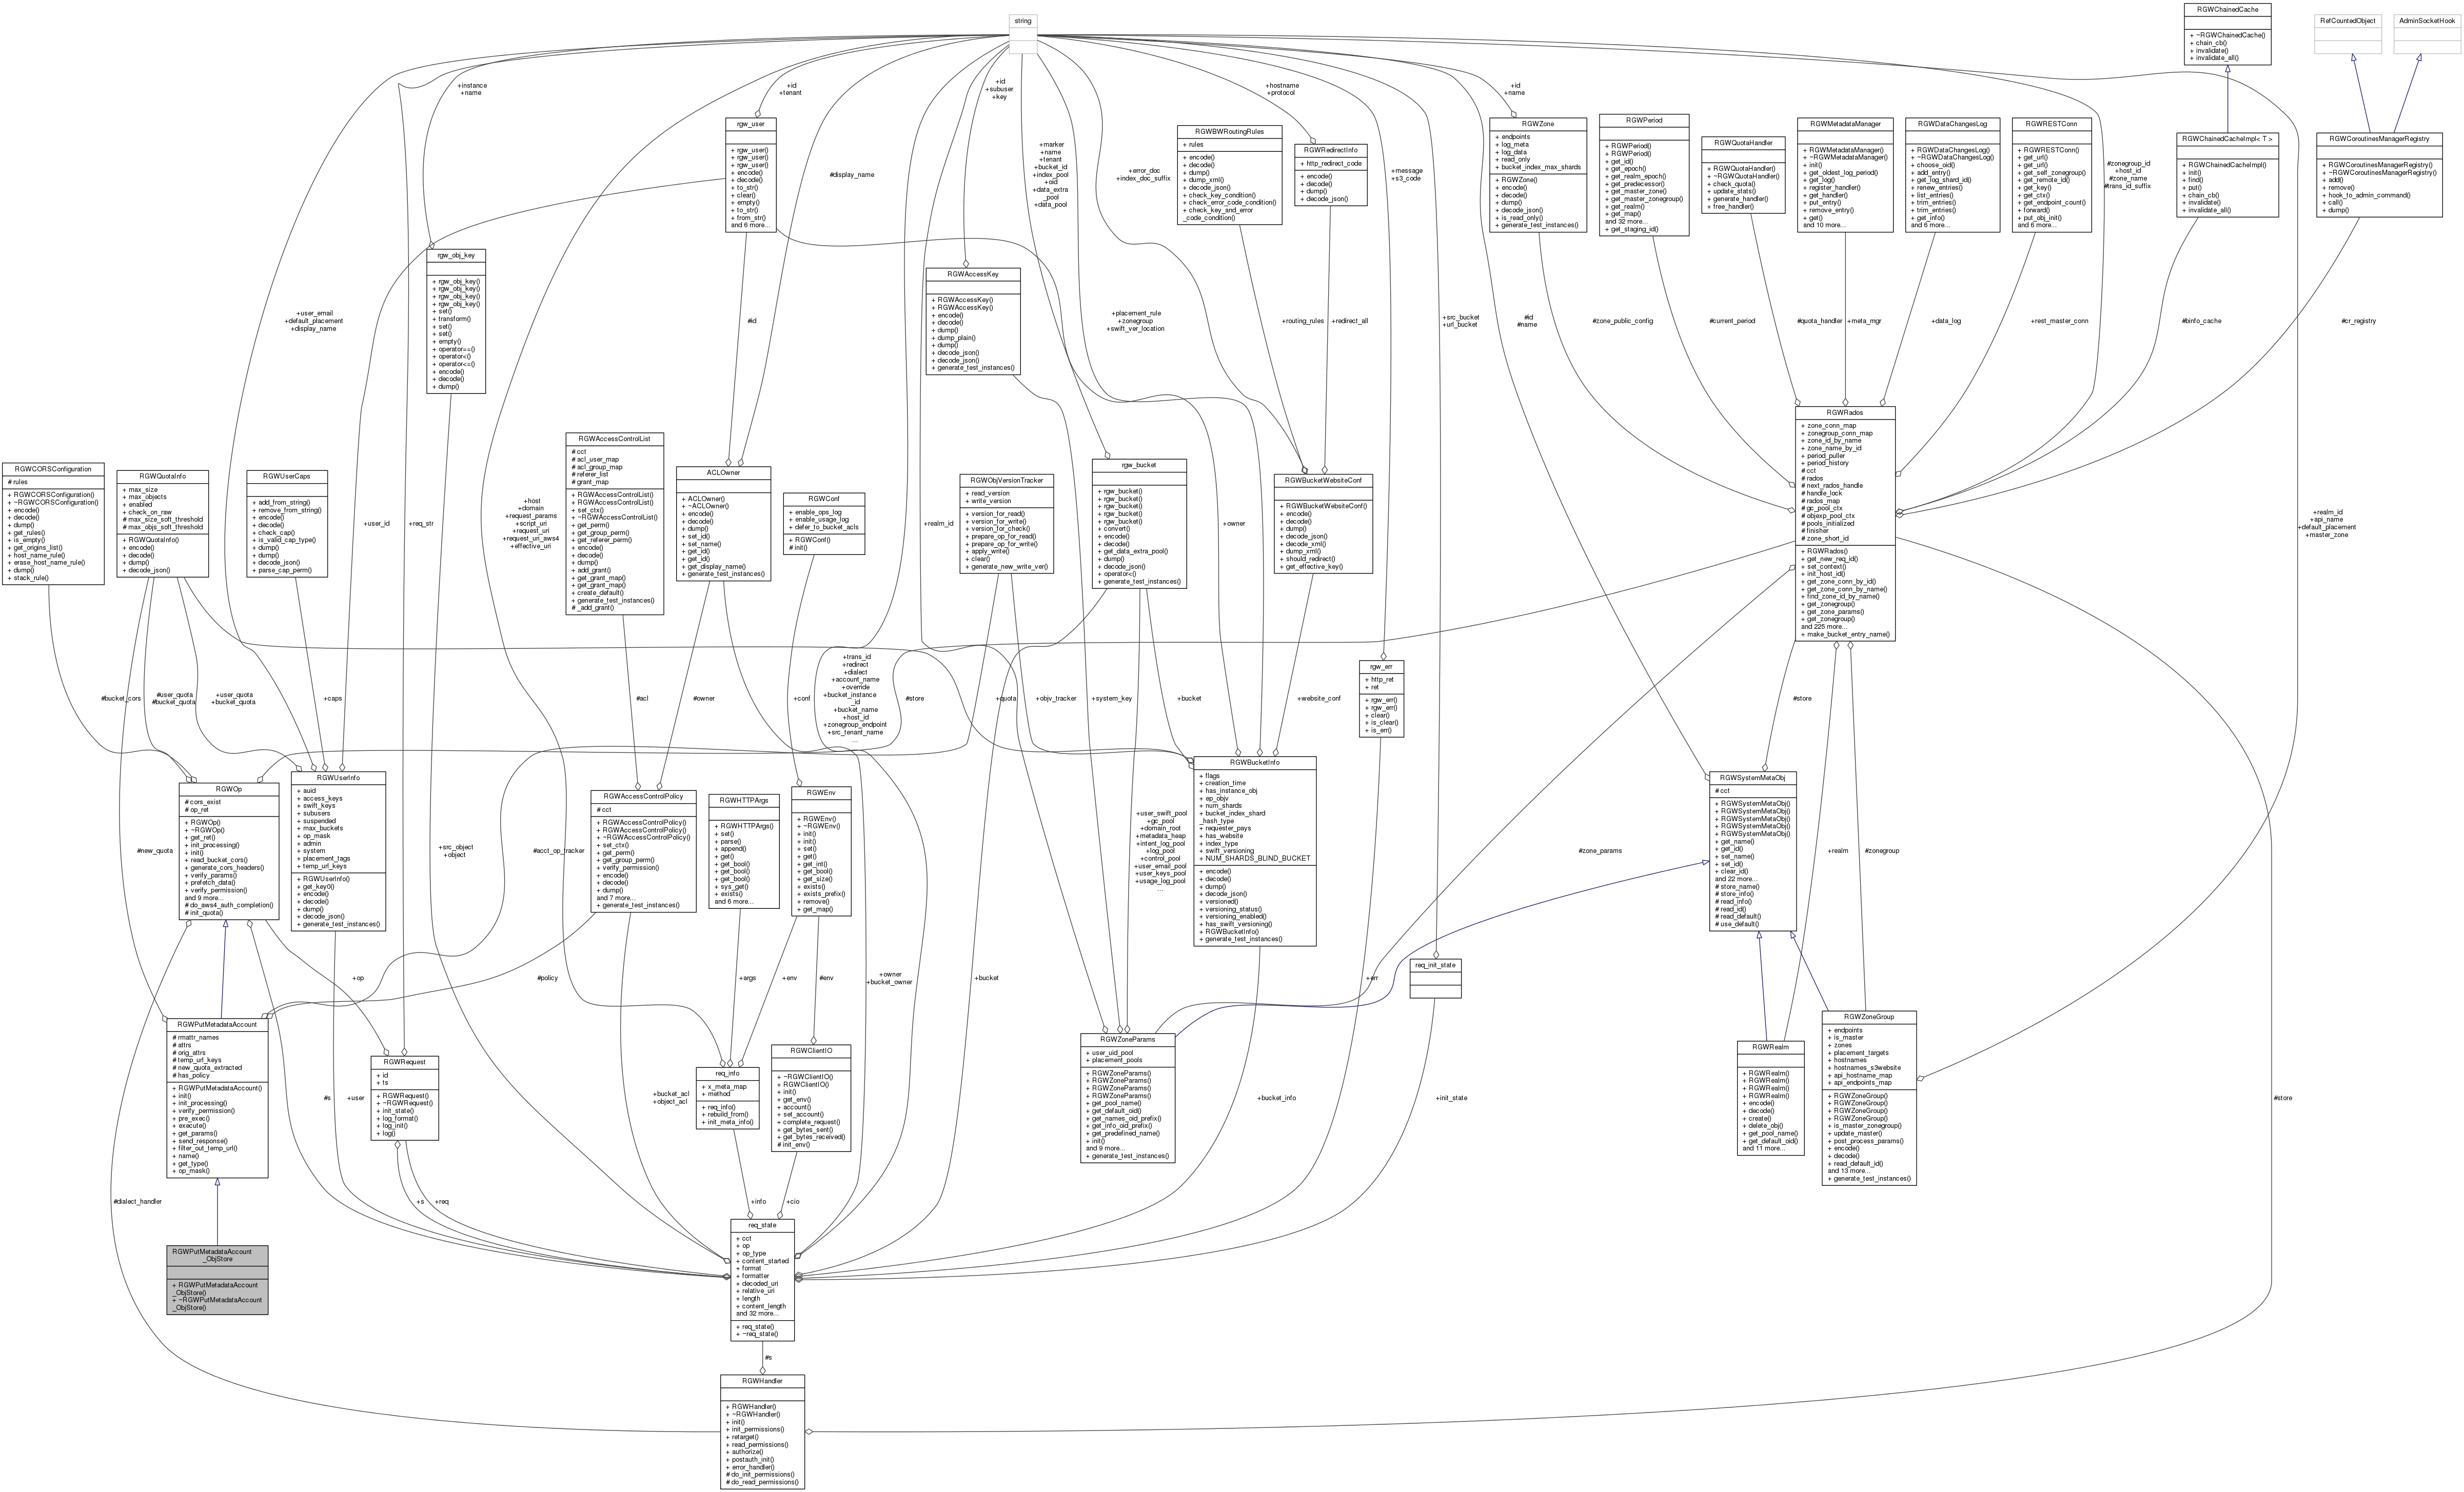 string
RGWChainedCache
+ ~RGWChainedCache()
+ chain_cb()
+ invalidate()
+ invalidate_all()
RefCountedObject
AdminSocketHook
+instance
+name
+id
+tenant
+id
+subuser
+key
+hostname
+protocol
+id
+name
rgw_user
+ rgw_user()
+ rgw_user()
+ rgw_user()
+ encode()
+ decode()
+ to_str()
+ clear()
+ empty()
+ to_str()
+ from_str()
and 6 more...
#display_name
+marker
+name
+tenant
+bucket_id
+index_pool
+oid
+data_extra
_pool
+data_pool
+error_doc
+index_doc_suffix
RGWBWRoutingRules
+ rules
+ encode()
+ decode()
+ dump()
+ dump_xml()
+ decode_json()
+ check_key_condition()
+ check_error_code_condition()
+ check_key_and_error
_code_condition()
RGWRedirectInfo
+ http_redirect_code
+ encode()
+ decode()
+ dump()
+ decode_json()
+message
+s3_code
RGWZone
+ endpoints
+ log_meta
+ log_data
+ read_only
+ bucket_index_max_shards
+ RGWZone()
+ encode()
+ decode()
+ dump()
+ decode_json()
+ is_read_only()
+ generate_test_instances()
RGWPeriod
+ RGWPeriod()
+ RGWPeriod()
+ get_id()
+ get_epoch()
+ get_realm_epoch()
+ get_predecessor()
+ get_master_zone()
+ get_master_zonegroup()
+ get_realm()
+ get_map()
and 32 more...
+ get_staging_id()
RGWQuotaHandler
+ RGWQuotaHandler()
+ ~RGWQuotaHandler()
+ check_quota()
+ update_stats()
+ generate_handler()
+ free_handler()
RGWMetadataManager
+ RGWMetadataManager()
+ ~RGWMetadataManager()
+ init()
+ get_oldest_log_period()
+ get_log()
+ register_handler()
+ get_handler()
+ put_entry()
+ remove_entry()
+ get()
and 10 more...
RGWDataChangesLog
+ RGWDataChangesLog()
+ ~RGWDataChangesLog()
+ choose_oid()
+ add_entry()
+ get_log_shard_id()
+ renew_entries()
+ list_entries()
+ trim_entries()
+ trim_entries()
+ get_info()
and 6 more...
RGWRESTConn
+ RGWRESTConn()
+ get_url()
+ get_url()
+ get_self_zonegroup()
+ get_remote_id()
+ get_key()
+ get_ctx()
+ get_endpoint_count()
+ forward()
+ put_obj_init()
and 6 more...
#zonegroup_id
+host_id
#zone_name
#trans_id_suffix
RGWChainedCacheImpl< T >
+ RGWChainedCacheImpl()
+ init()
+ find()
+ put()
+ chain_cb()
+ invalidate()
+ invalidate_all()
RGWCoroutinesManagerRegistry
+ RGWCoroutinesManagerRegistry()
+ ~RGWCoroutinesManagerRegistry()
+ add()
+ remove()
+ hook_to_admin_command()
+ call()
+ dump()
rgw_obj_key
+ rgw_obj_key()
+ rgw_obj_key()
+ rgw_obj_key()
+ rgw_obj_key()
+ set()
+ transform()
+ set()
+ set()
+ empty()
+ operator==()
+ operator<()
+ operator<=()
+ encode()
+ decode()
+ dump()
RGWAccessKey
+ RGWAccessKey()
+ RGWAccessKey()
+ encode()
+ decode()
+ dump()
+ dump_plain()
+ dump()
+ decode_json()
+ decode_json()
+ generate_test_instances()
+user_email
+default_placement
+display_name
#id
+placement_rule
+zonegroup
+swift_ver_location
+routing_rules
+redirect_all
+src_bucket
+url_bucket
#id
#name
#zone_public_config
#current_period
#quota_handler
+meta_mgr
+data_log
+rest_master_conn
#binfo_cache
#cr_registry
RGWRados
+ zone_conn_map
+ zonegroup_conn_map
+ zone_id_by_name
+ zone_name_by_id
+ period_puller
+ period_history
# cct
# rados
# next_rados_handle
# handle_lock
# rados_map
# gc_pool_ctx
# objexp_pool_ctx
# pools_initialized
# finisher
# zone_short_id
+ RGWRados()
+ get_new_req_id()
+ set_context()
+ init_host_id()
+ get_zone_conn_by_id()
+ get_zone_conn_by_name()
+ find_zone_id_by_name()
+ get_zonegroup()
+ get_zone_params()
+ get_zonegroup()
and 225 more...
+ make_bucket_entry_name()
RGWCORSConfiguration
# rules
+ RGWCORSConfiguration()
+ ~RGWCORSConfiguration()
+ encode()
+ decode()
+ dump()
+ get_rules()
+ is_empty()
+ get_origins_list()
+ host_name_rule()
+ erase_host_name_rule()
+ dump()
+ stack_rule()
RGWQuotaInfo
+ max_size
+ max_objects
+ enabled
+ check_on_raw
# max_size_soft_threshold
# max_objs_soft_threshold
+ RGWQuotaInfo()
+ encode()
+ decode()
+ dump()
+ decode_json()
RGWUserCaps
+ add_from_string()
+ remove_from_string()
+ encode()
+ decode()
+ check_cap()
+ is_valid_cap_type()
+ dump()
+ dump()
+ decode_json()
+ parse_cap_perm()
+user_id
+req_str
+host
+domain
+request_params
+script_uri
+request_uri
+request_uri_aws4
+effective_uri
RGWAccessControlList
# cct
# acl_user_map
# acl_group_map
# referer_list
# grant_map
+ RGWAccessControlList()
+ RGWAccessControlList()
+ set_ctx()
+ ~RGWAccessControlList()
+ get_perm()
+ get_group_perm()
+ get_referer_perm()
+ encode()
+ decode()
+ dump()
+ add_grant()
+ get_grant_map()
+ get_grant_map()
+ create_default()
+ generate_test_instances()
# _add_grant()
ACLOwner
+ ACLOwner()
+ ~ACLOwner()
+ encode()
+ decode()
+ dump()
+ set_id()
+ set_name()
+ get_id()
+ get_id()
+ get_display_name()
+ generate_test_instances()
RGWConf
+ enable_ops_log
+ enable_usage_log
+ defer_to_bucket_acls
+ RGWConf()
# init()
+realm_id
RGWObjVersionTracker
+ read_version
+ write_version
+ version_for_read()
+ version_for_write()
+ version_for_check()
+ prepare_op_for_read()
+ prepare_op_for_write()
+ apply_write()
+ clear()
+ generate_new_write_ver()
rgw_bucket
+ rgw_bucket()
+ rgw_bucket()
+ rgw_bucket()
+ rgw_bucket()
+ rgw_bucket()
+ convert()
+ encode()
+ decode()
+ get_data_extra_pool()
+ dump()
+ decode_json()
+ operator<()
+ generate_test_instances()
+owner
RGWBucketWebsiteConf
+ RGWBucketWebsiteConf()
+ encode()
+ decode()
+ dump()
+ decode_json()
+ decode_xml()
+ dump_xml()
+ should_redirect()
+ get_effective_key()
+realm_id
+api_name
+default_placement
+master_zone
#bucket_cors
#user_quota
#bucket_quota
+user_quota
+bucket_quota
+caps
#acl
#owner
+conf
+trans_id
+redirect
+dialect
+account_name
+override
+bucket_instance
_id
+bucket_name
+host_id
+zonegroup_endpoint
+src_tenant_name
...
#store
+quota
+objv_tracker
+system_key
+bucket
+website_conf
rgw_err
+ http_ret
+ ret
+ rgw_err()
+ rgw_err()
+ clear()
+ is_clear()
+ is_err()
#store
RGWOp
# cors_exist
# op_ret
+ RGWOp()
+ ~RGWOp()
+ get_ret()
+ init_processing()
+ init()
+ read_bucket_cors()
+ generate_cors_headers()
+ verify_params()
+ prefetch_data()
+ verify_permission()
and 9 more...
# do_aws4_auth_completion()
# init_quota()
RGWUserInfo
+ auid
+ access_keys
+ swift_keys
+ subusers
+ suspended
+ max_buckets
+ op_mask
+ admin
+ system
+ placement_tags
+ temp_url_keys
+ RGWUserInfo()
+ get_key0()
+ encode()
+ decode()
+ dump()
+ decode_json()
+ generate_test_instances()
#new_quota
+src_object
+object
#acct_op_tracker
RGWAccessControlPolicy
# cct
+ RGWAccessControlPolicy()
+ RGWAccessControlPolicy()
+ ~RGWAccessControlPolicy()
+ set_ctx()
+ get_perm()
+ get_group_perm()
+ verify_permission()
+ encode()
+ decode()
+ dump()
and 7 more...
+ generate_test_instances()
RGWHTTPArgs
+ RGWHTTPArgs()
+ set()
+ parse()
+ append()
+ get()
+ get_bool()
+ get_bool()
+ get_bool()
+ sys_get()
+ exists()
and 6 more...
RGWEnv
+ RGWEnv()
+ ~RGWEnv()
+ init()
+ init()
+ set()
+ get()
+ get_int()
+ get_bool()
+ get_size()
+ exists()
+ exists_prefix()
+ remove()
+ get_map()
+user_swift_pool
+gc_pool
+domain_root
+metadata_heap
+intent_log_pool
+log_pool
+control_pool
+user_email_pool
+user_keys_pool
+usage_log_pool
...
RGWBucketInfo
+ flags
+ creation_time
+ has_instance_obj
+ ep_objv
+ num_shards
+ bucket_index_shard
_hash_type
+ requester_pays
+ has_website
+ index_type
+ swift_versioning
+ NUM_SHARDS_BLIND_BUCKET
+ encode()
+ decode()
+ dump()
+ decode_json()
+ versioned()
+ versioning_status()
+ versioning_enabled()
+ has_swift_versioning()
+ RGWBucketInfo()
+ generate_test_instances()
#zone_params
RGWSystemMetaObj
# cct
+ RGWSystemMetaObj()
+ RGWSystemMetaObj()
+ RGWSystemMetaObj()
+ RGWSystemMetaObj()
+ RGWSystemMetaObj()
+ get_name()
+ get_id()
+ set_name()
+ set_id()
+ clear_id()
and 22 more...
# store_name()
# store_info()
# read_info()
# read_id()
# read_default()
# use_default()
+realm
#zonegroup
+op
#policy
+args
+env
#env
+owner
+bucket_owner
+bucket
+err
req_init_state
RGWPutMetadataAccount
# rmattr_names
# attrs
# orig_attrs
# temp_url_keys
# new_quota_extracted
# has_policy
+ RGWPutMetadataAccount()
+ init()
+ init_processing()
+ verify_permission()
+ pre_exec()
+ execute()
+ get_params()
+ send_response()
+ filter_out_temp_url()
+ name()
+ get_type()
+ op_mask()
#s
+user
RGWRequest
+ id
+ ts
+ RGWRequest()
+ ~RGWRequest()
+ init_state()
+ log_format()
+ log_init()
+ log()
+bucket_acl
+object_acl
req_info
+ x_meta_map
+ method
+ req_info()
+ rebuild_from()
+ init_meta_info()
RGWClientIO
+ ~RGWClientIO()
+ RGWClientIO()
+ init()
+ get_env()
+ account()
+ set_account()
+ complete_request()
+ get_bytes_sent()
+ get_bytes_received()
# init_env()
RGWZoneParams
+ user_uid_pool
+ placement_pools
+ RGWZoneParams()
+ RGWZoneParams()
+ RGWZoneParams()
+ RGWZoneParams()
+ get_pool_name()
+ get_default_oid()
+ get_names_oid_prefix()
+ get_info_oid_prefix()
+ get_predefined_name()
+ init()
and 9 more...
+ generate_test_instances()
+bucket_info
+init_state
RGWRealm
+ RGWRealm()
+ RGWRealm()
+ RGWRealm()
+ RGWRealm()
+ encode()
+ decode()
+ create()
+ delete_obj()
+ get_pool_name()
+ get_default_oid()
and 11 more...
RGWZoneGroup
+ endpoints
+ is_master
+ zones
+ placement_targets
+ hostnames
+ hostnames_s3website
+ api_hostname_map
+ api_endpoints_map
+ RGWZoneGroup()
+ RGWZoneGroup()
+ RGWZoneGroup()
+ RGWZoneGroup()
+ is_master_zonegroup()
+ update_master()
+ post_process_params()
+ encode()
+ decode()
+ read_default_id()
and 13 more...
+ generate_test_instances()
#store
#dialect_handler
+s
+req
+info
+cio
RGWPutMetadataAccount
_ObjStore
+ RGWPutMetadataAccount
_ObjStore()
+ ~RGWPutMetadataAccount
_ObjStore()
req_state
+ cct
+ op
+ op_type
+ content_started
+ format
+ formatter
+ decoded_uri
+ relative_uri
+ length
+ content_length
and 32 more...
+ req_state()
+ ~req_state()
#s
RGWHandler
+ RGWHandler()
+ ~RGWHandler()
+ init()
+ init_permissions()
+ retarget()
+ read_permissions()
+ authorize()
+ postauth_init()
+ error_handler()
# do_init_permissions()
# do_read_permissions()